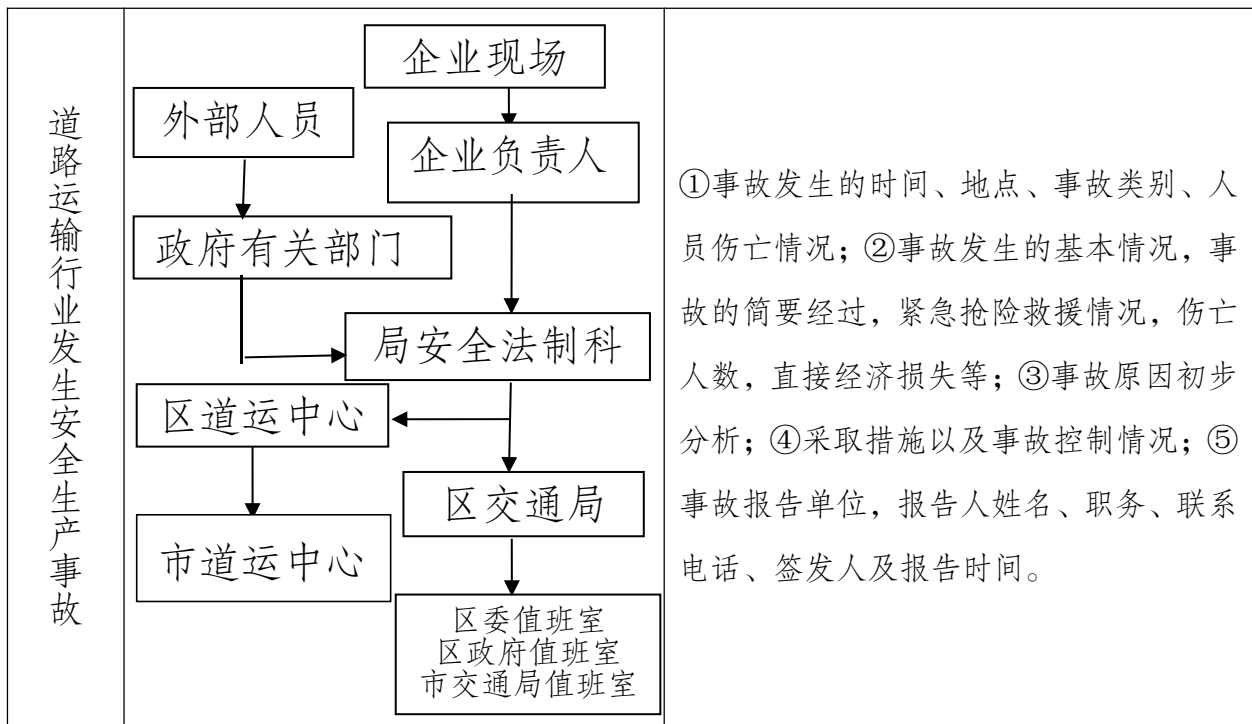 道路运输行业发生安全生产事故
企业现场
外部人员
企业负责人
政府有关部门
局安全法制科
区道运中心
区交通局
市道运中心
区委值班室
区政府值班室
市交通局值班室
①事故发生的时间、地点、事故类别、人
员伤亡情况；②事故发生的基本情况，事
故的简要经过，紧急抢险救援情况，伤亡
人数，直接经济损失等；③事故原因初步
分析；④采取措施以及事故控制情况；⑤
事故报告单位，报告人姓名、职务、联系
电话、签发人及报告时间。